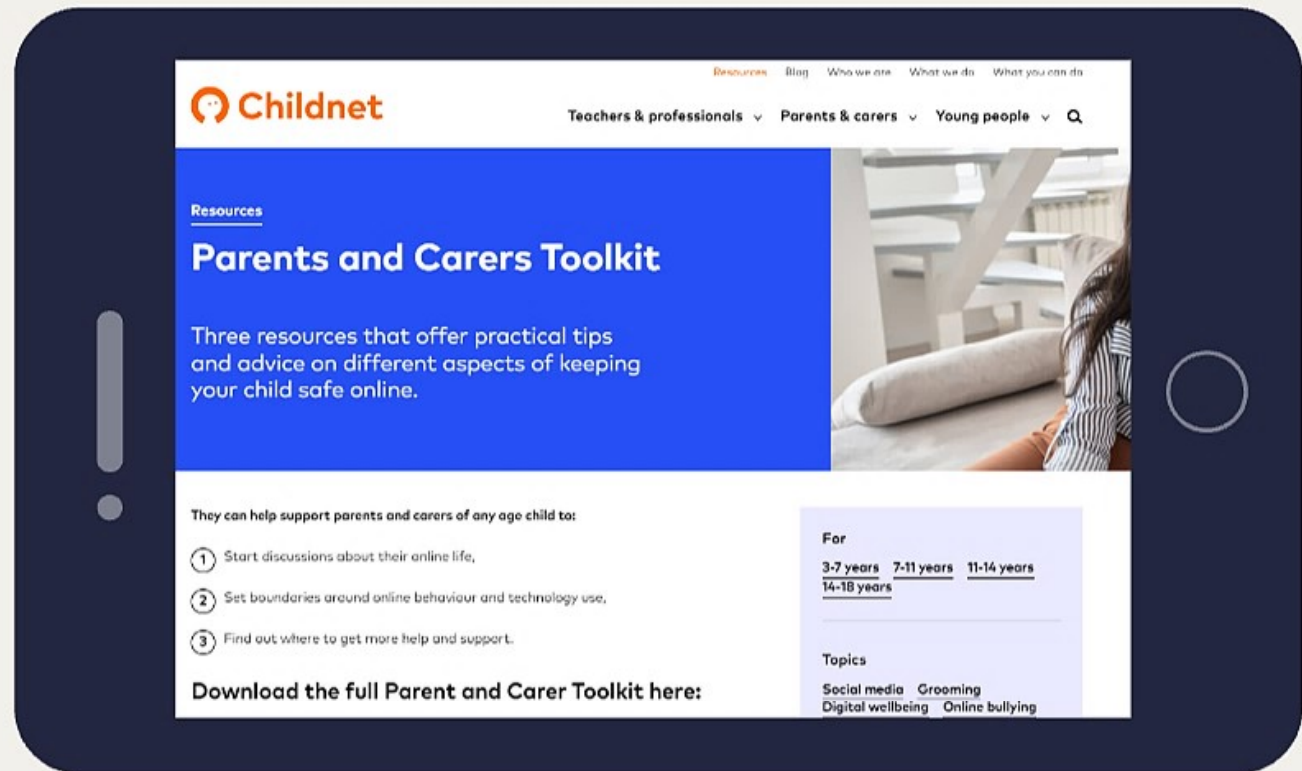 Resources Blog Who we are What we do What you can do
Childnet
Teachers & professionals Parents & carers Young people
Resources
Parents and Carers Toolkit
Three resources that offer practical tips
and advice on different aspects of keeping
your child safe online.
They can help support parents and carers of any age child to:
1 Start discussions about their online life,
2 Set boundaries around online behaviour and technology use,
3 Find out where to get more help and support.
Download the full Parent and Carer Toolkit here:
For
3-7 years 7-11 years 11-14 years
14-18 years
Topics
Social media Grooming
Digital wellbeing Online bullying